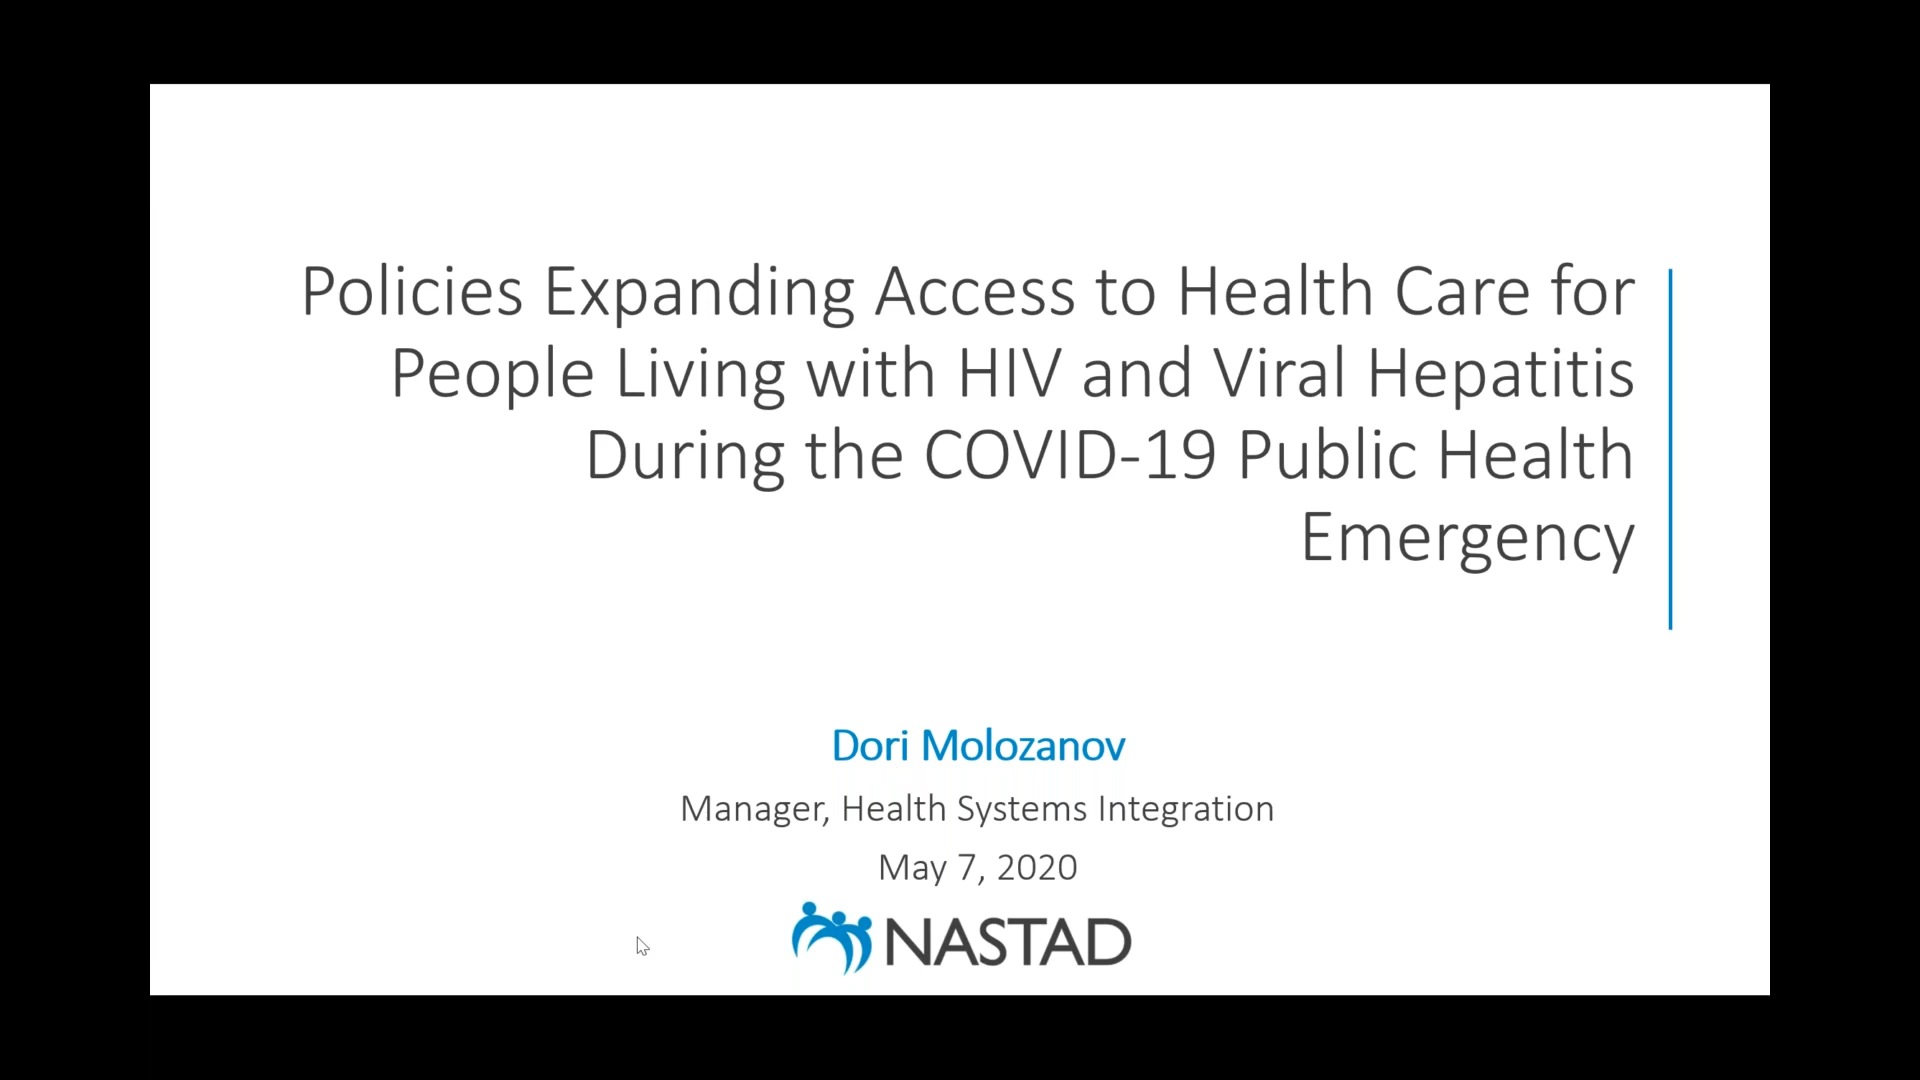 Policies Expanding Access to Health Care for
People Living with HIV and Viral Hepatitis
During the COVID-19 Public Health
Emergency
Dori Molozanov
Manager, Health Systems Integration
May 7, 2020
NASTAD